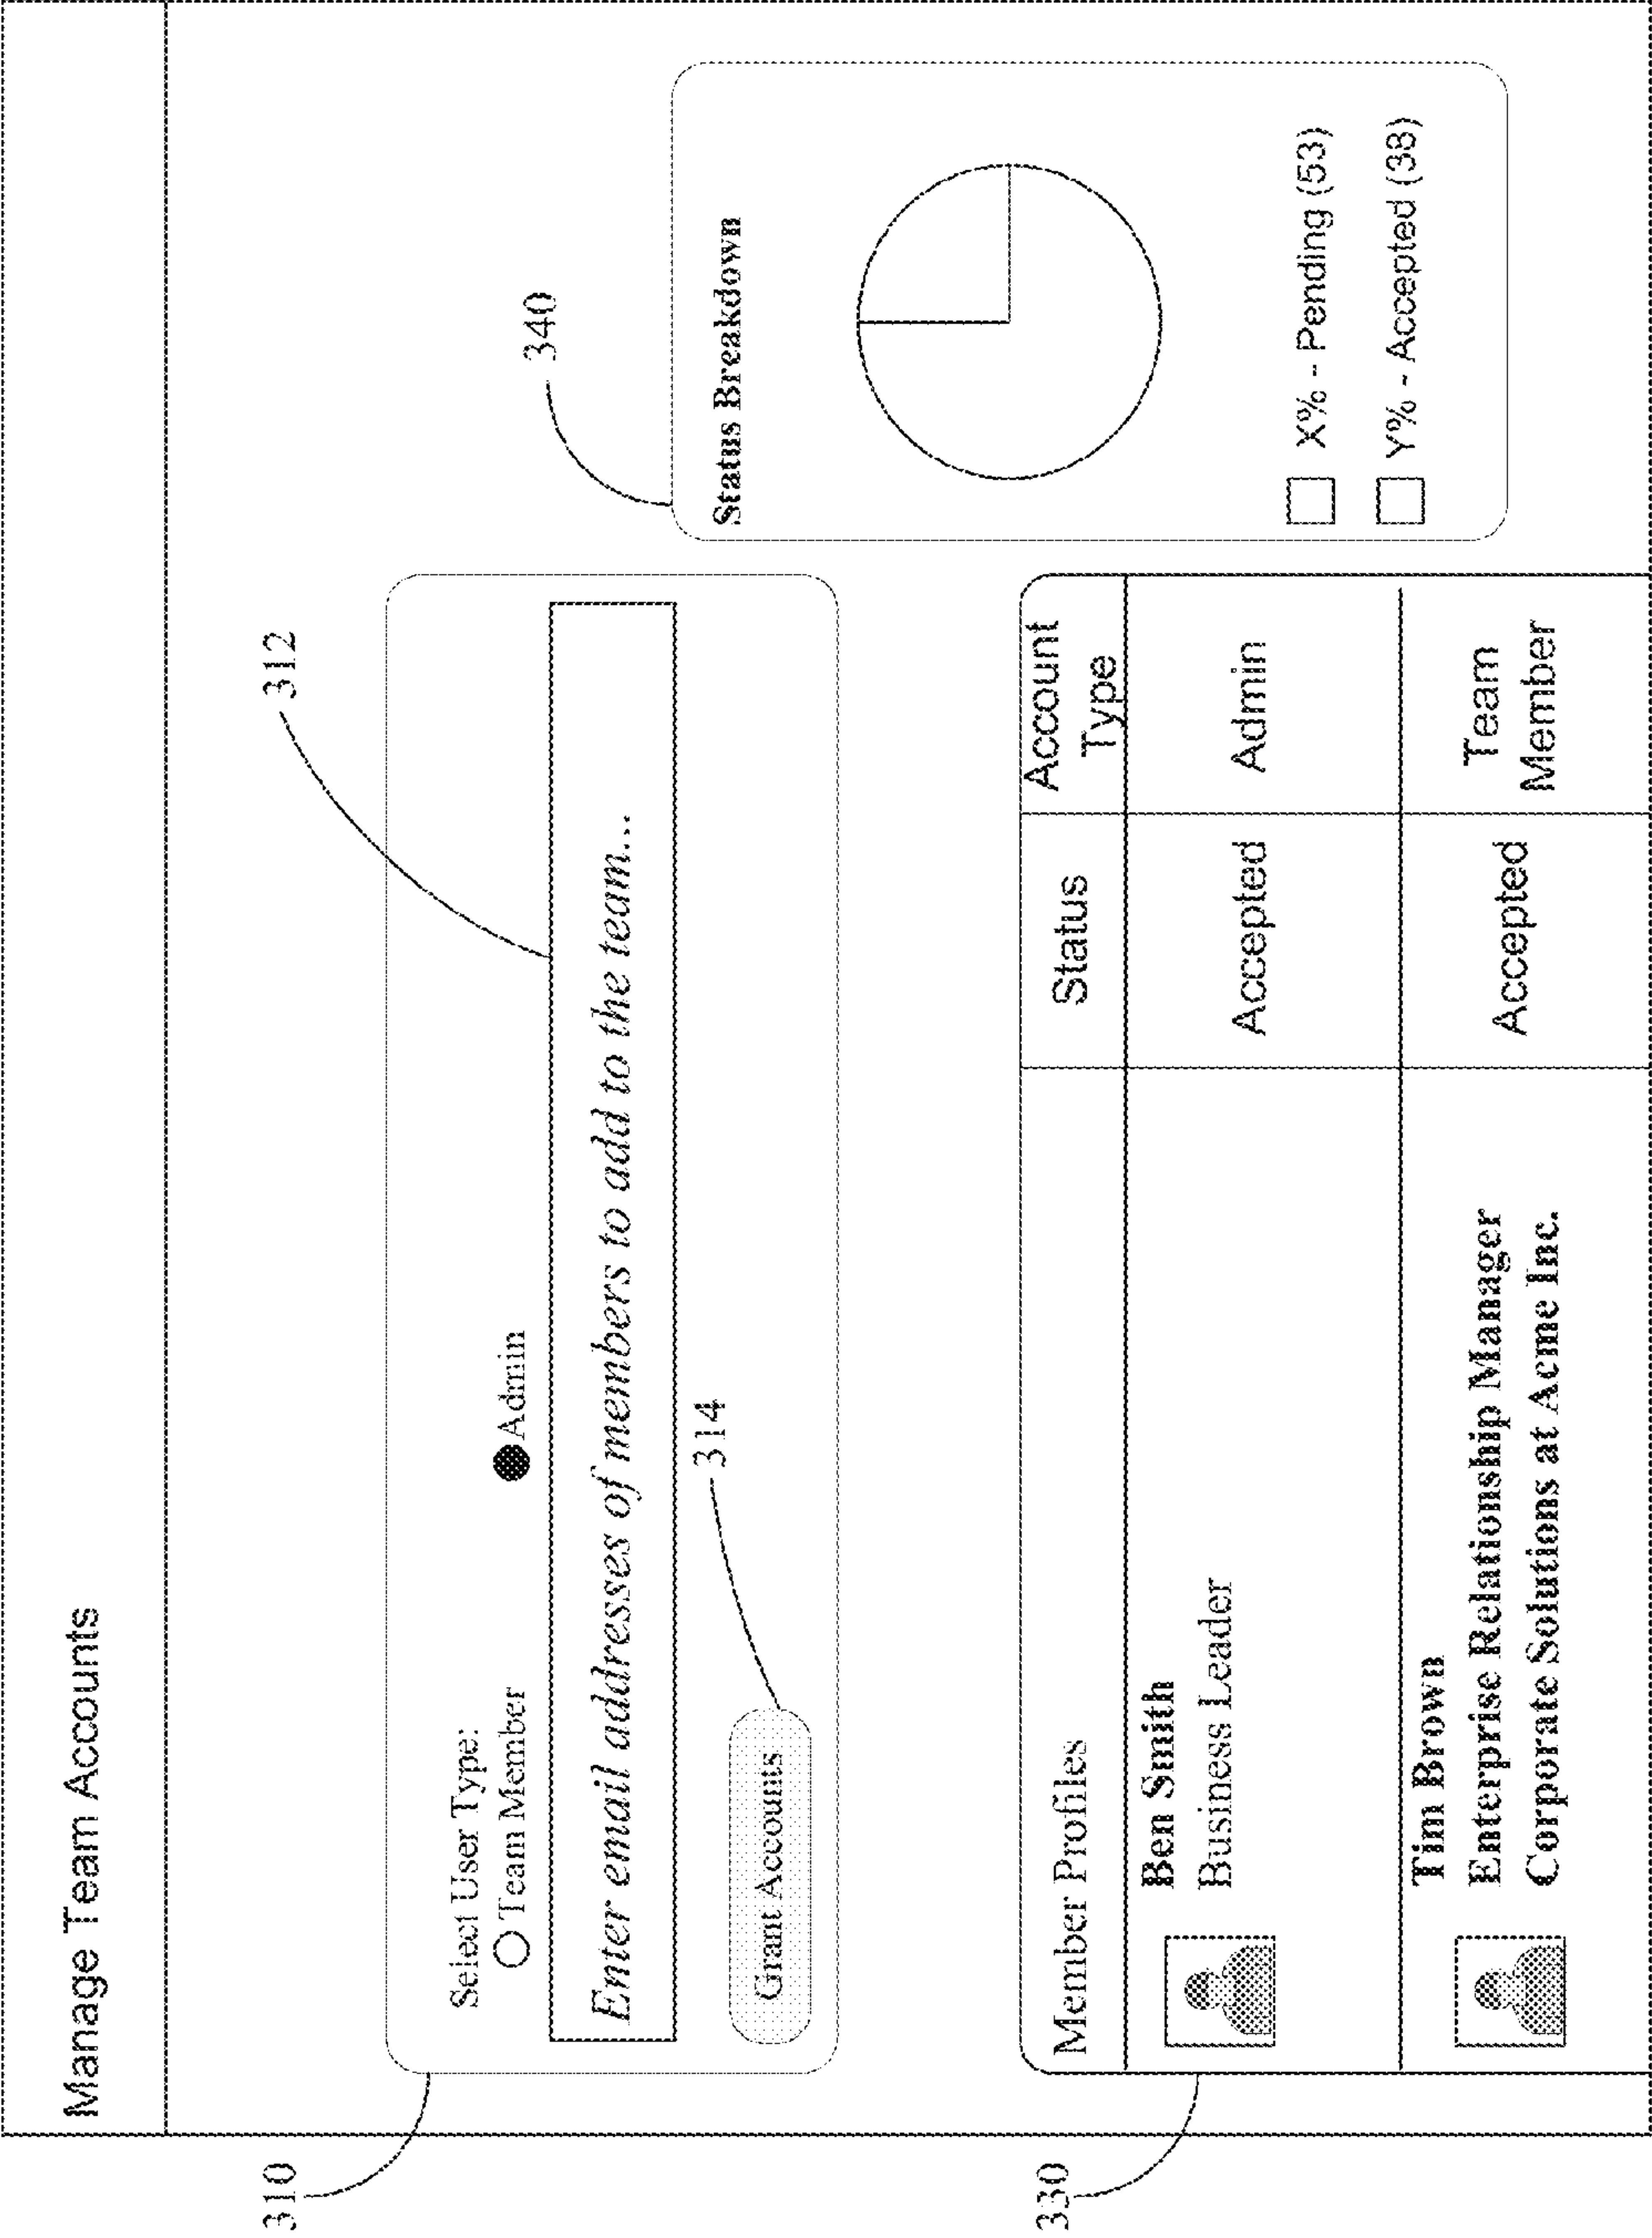 Manage Team Accounts
310
312
Select User Type:
Team Member
Admin
Enter email addresses of members to add to the team...
Grant Accounts
314
340
Status Breakdown
X% - Pending (53)
Y% - Accepted (38)
330
Member Profiles
Status
Account
Type
Ben Smith
Business Leader
Accepted
Admin
Tim Brown
Enterprise Relationship Manager
Corporate Solutions at Acme Inc.
Accepted
Team
Member